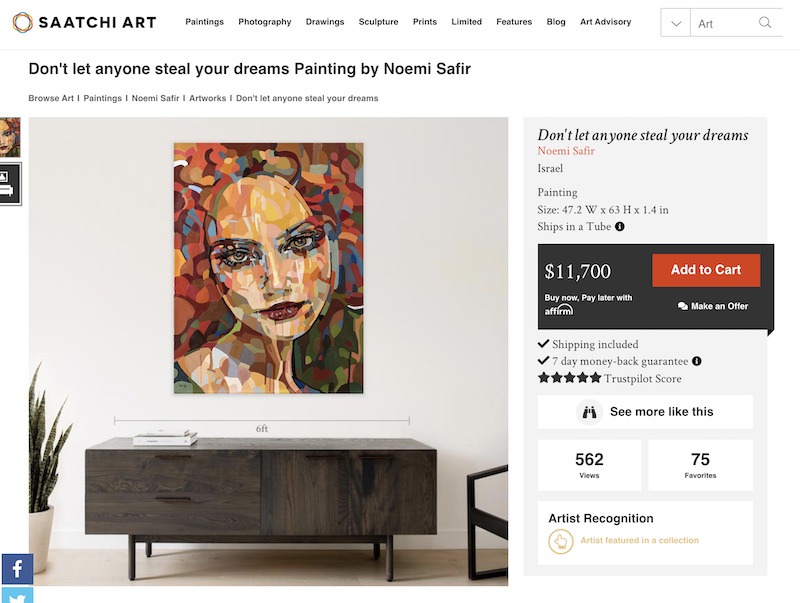 SAATCHI ART
Paintings Photography Drawings Sculpture Prints Limited Features Blog Art Advisory
Art
Don't let anyone steal your dreams Painting by Noemi Safir
Browse Art I Paintings I Noemi Safir I Artworks I Don't let anyone steal your dreams
6ft
Don't let anyone steal your dreams
Noemi Safir
Israel
Painting
Size: 47.2 W x 63 H x 1.4 in
Ships in a Tube
$11,700
Add to Cart
Buy now, Pay later with
affirm
Make an Offer
Shipping included
7 day money-back guarantee
Trustpilot Score
See more like this
562
Views
75
Favorites
Artist Recognition
Artist featured in a collection